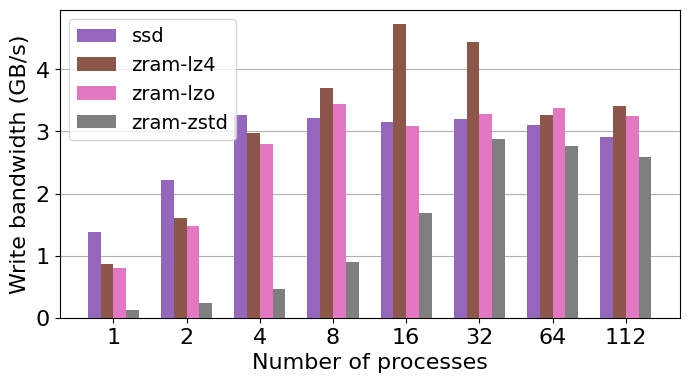 Write bandwidth (GB/s)
4
3
2
1
0
ssd
zram-lz4
zram-lzo
zram-zstd
1 2 4 8 16 32 64 112
Number of processes